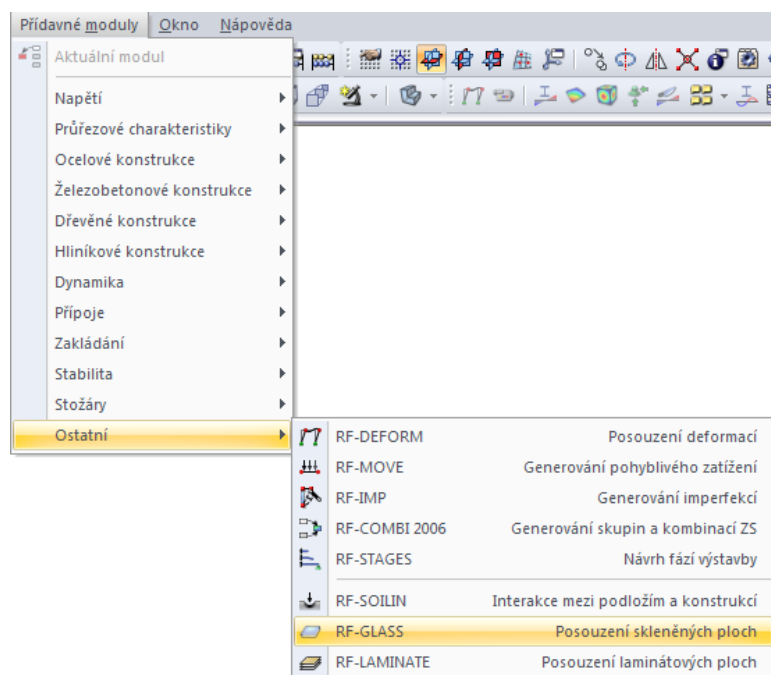 Přídavné moduly Okno Nápověda
Aktuální modul
Napětí
Průřezové charakteristiky
Ocelové konstrukce
Železobetonové konstrukce
Dřevěné konstrukce
Hliníkové konstrukce
Dynamika
Přípoje
Zakládání
Stabilita
Stožáry
Ostatní
RF-DEFORM Posouzení deformací
RF-MOVE Generování pohyblivého zatížení
RF-IMP Generování imperfekcí
RF-COMBI 2006 Generování skupin a kombinací ZS
RF-STAGES Návrh fází výstavby
RF-SOILIN Interakce mezi podložím a konstrukcí
RF-GLASS Posouzení skleněných ploch
RF-LAMINATE Posouzení laminátových ploch